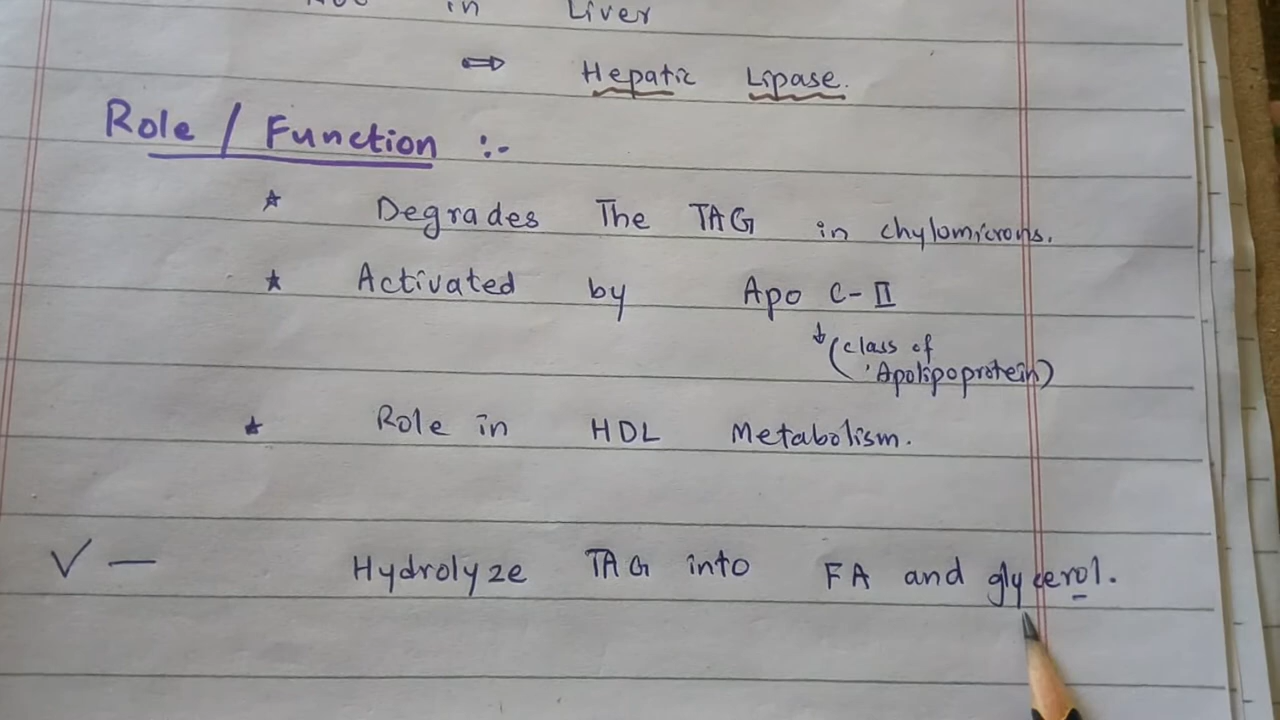 in Liver
⇒ Hepatic Lipase.
Role / Function :-
★ Degrades The TAG in chylomicrons.
★ Activated by Apo C-II
↓ (class of
Apolipoprotein)
★ Role in HDL Metabolism.
✓ — Hydrolyze TAG into FA and glycerol.